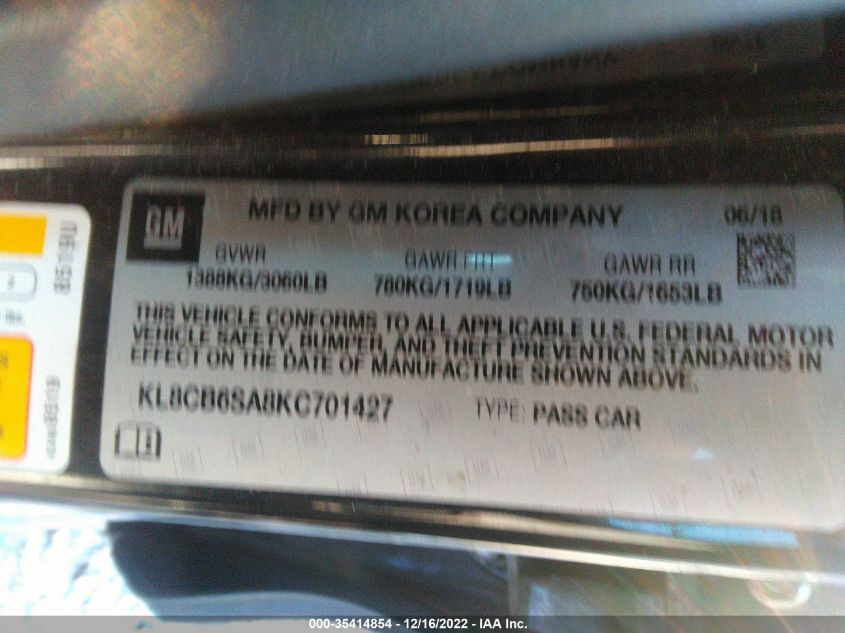 GM
MFD BY GM KOREA COMPANY 06/18
GVWR GAWR FRT GAWR RR
1388KG/3060LB 780KG/1719LB 750KG/1653LB
THIS VEHICLE CONFORMS TO ALL APPLICABLE U.S. FEDERAL MOTOR
VEHICLE SAFETY, BUMPER, AND THEFT PREVENTION STANDARDS IN
EFFECT ON THE DATE OF MANUFACTURE SHOWN ABOVE.
KL8CB6SA8KC701427 TYPE: PASS CAR
000-35414854 - 12/16/2022 - IAA Inc.